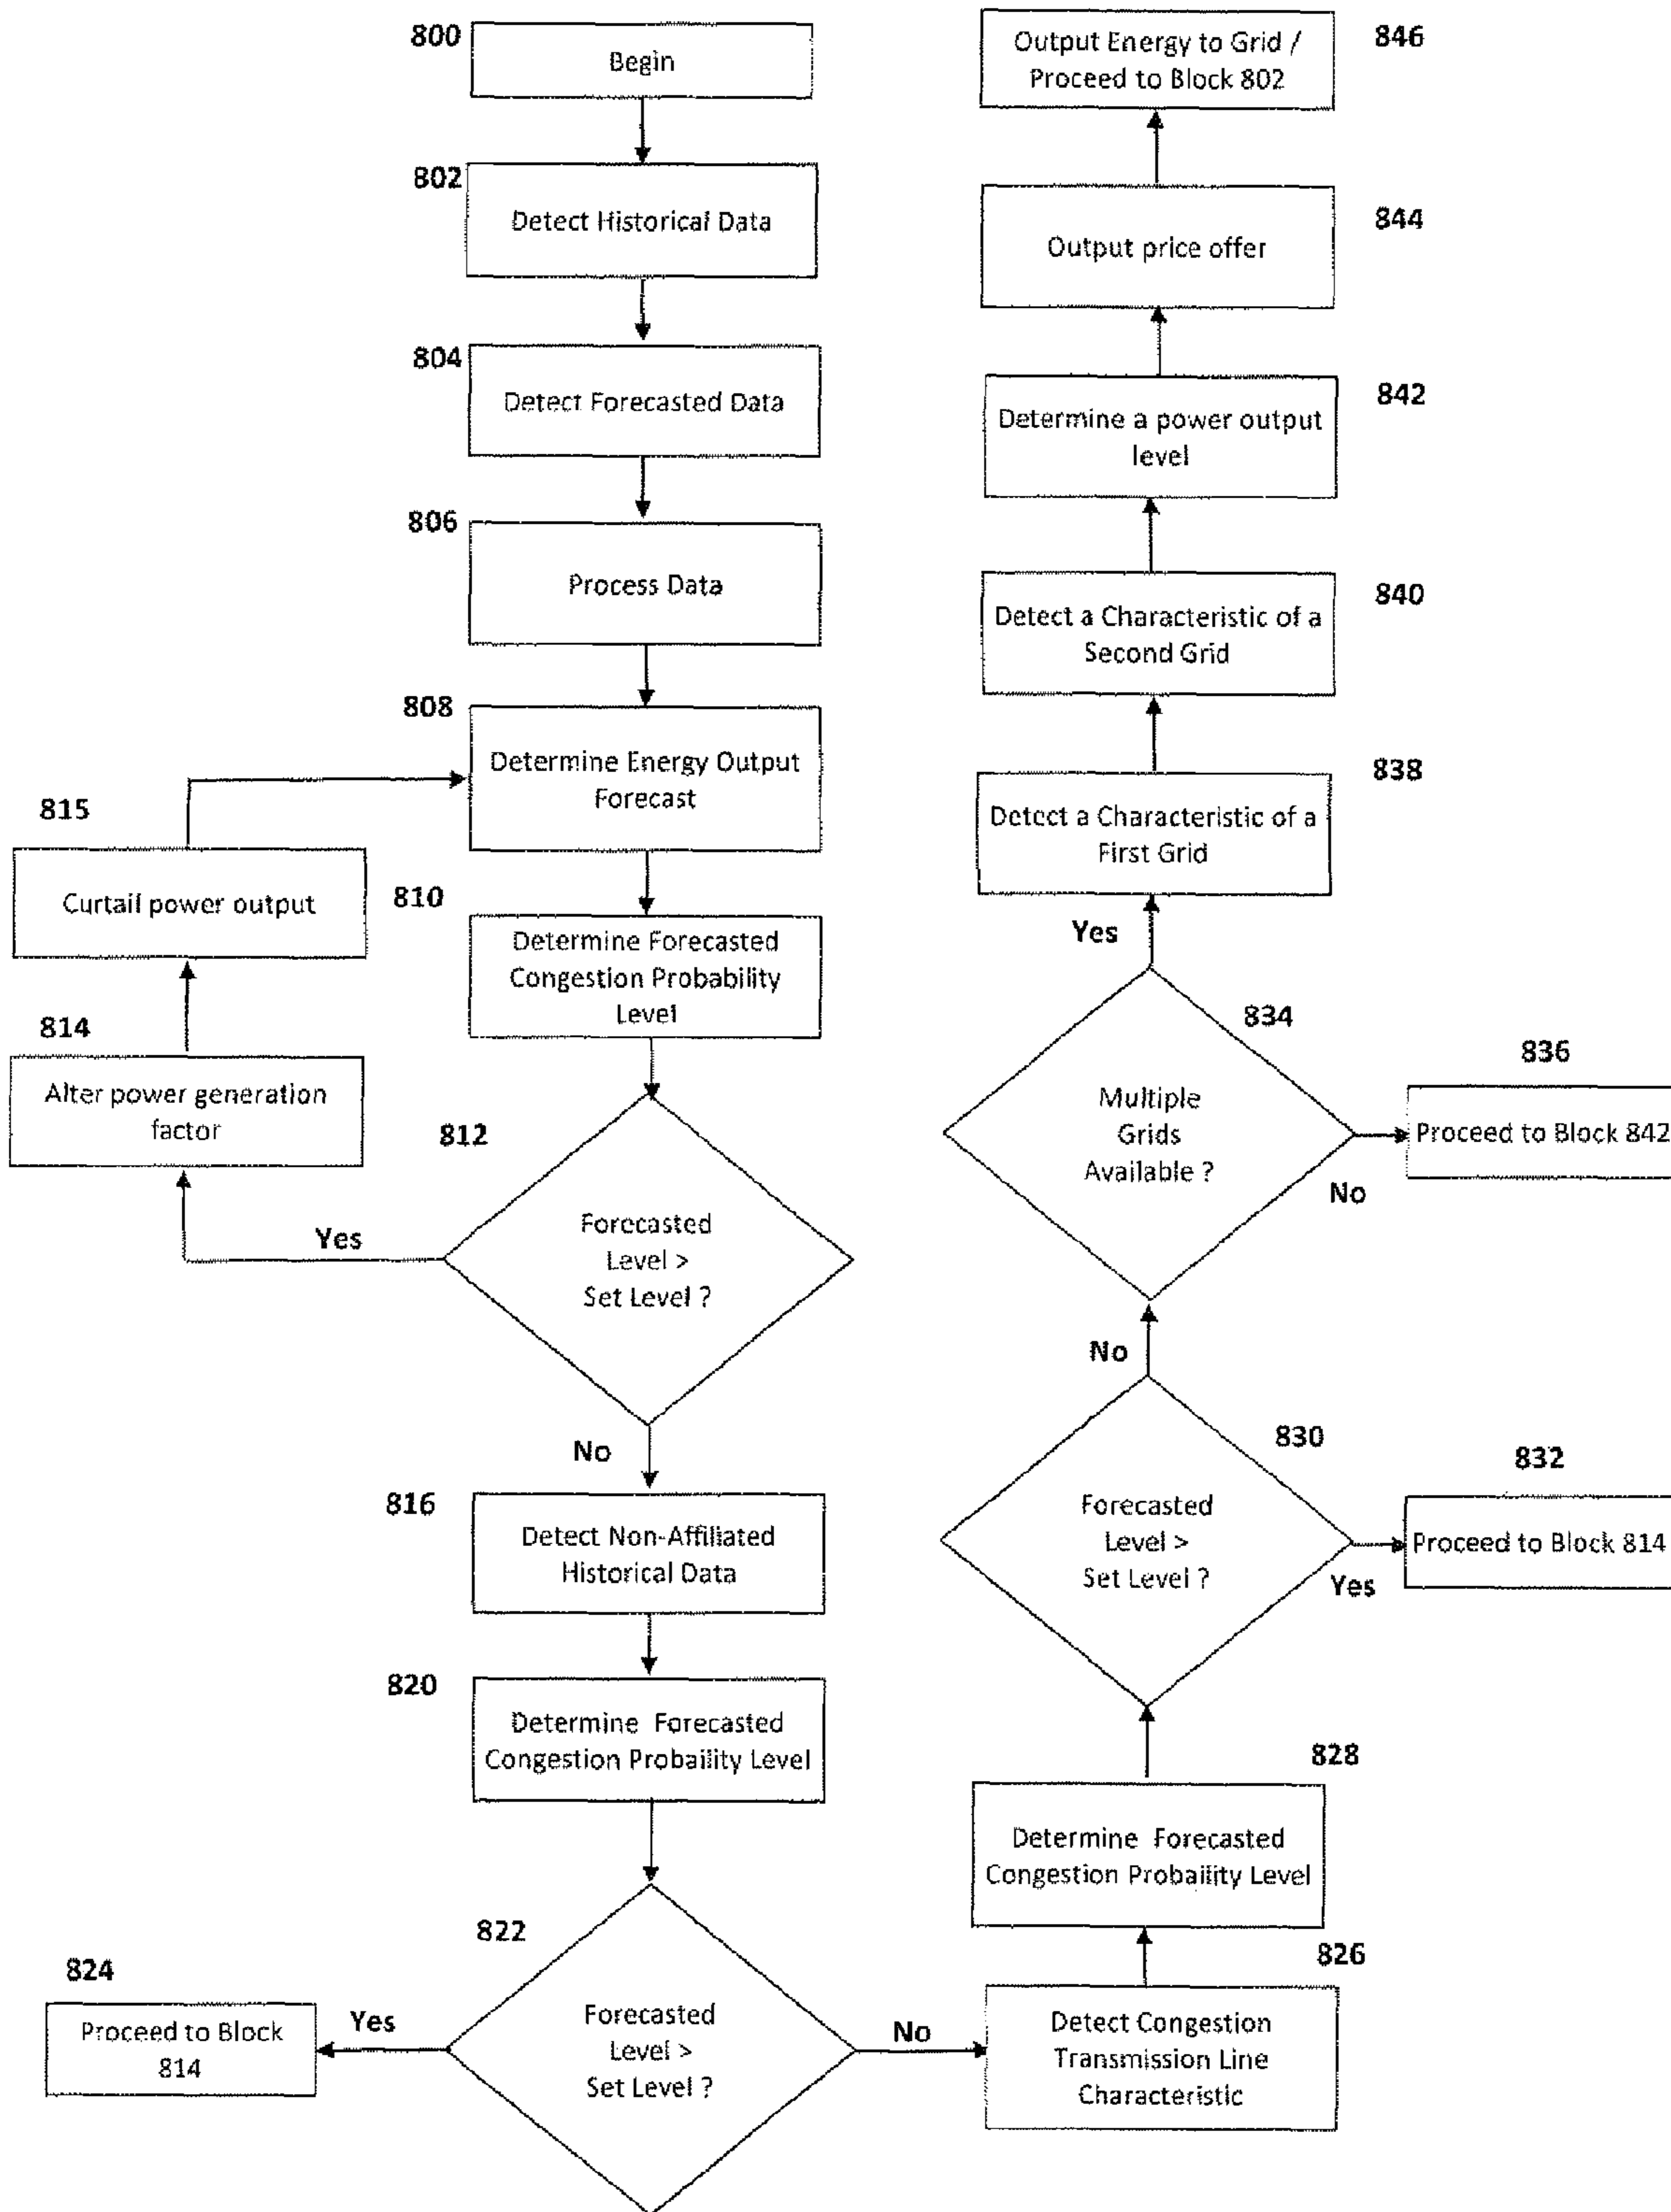 800
Begin
802
Detect Historical Data
804
Detect Forecasted Data
806
Process Data
808
Determine Energy Output
Forecast
815
Curtail power output
810
Determine Forecasted
Congestion Probability
Level
814
Alter power generation
factor
812
Forecasted
Level >
Set Level ?
Yes
No
816
Detect Non-Affiliated
Historical Data
820
Determine Forecasted
Congestion Probaility Level
822
Forecasted
Level >
Set Level ?
824
Proceed to Block
814
Yes
No
826
Detect Congestion
Transmission Line
Characteristic
828
Determine Forecasted
Congestion Probaility Level
830
Forecasted
Level >
Set Level ?
832
Proceed to Block 814
Yes
No
834
Multiple
Grids
Available ?
836
Proceed to Block 842
No
Yes
838
Detect a Characteristic of a
First Grid
840
Detect a Characteristic of a
Second Grid
842
Determine a power output
level
844
Output price offer
846
Output Energy to Grid /
Proceed to Block 802